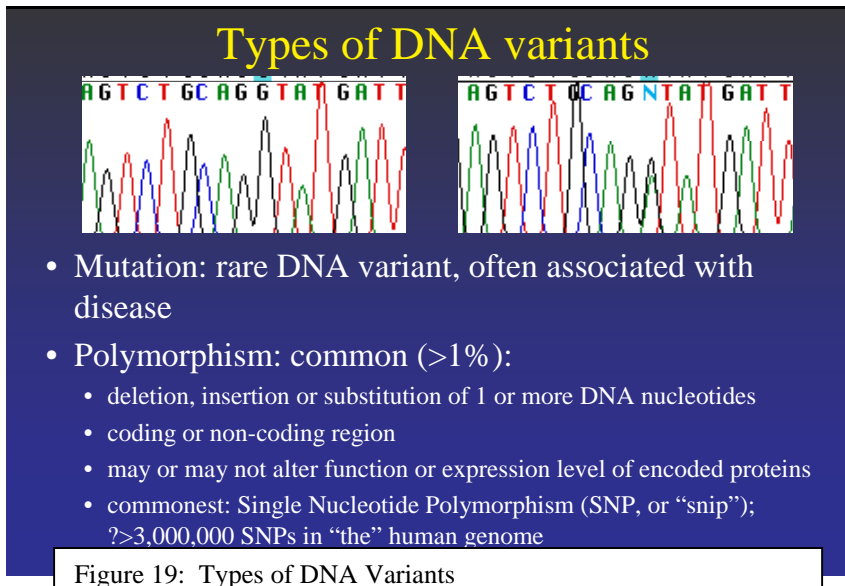 Types of DNA variants
AGTCTGCAGGTATGATT
AGTCTGCAGNTATGATT
• Mutation: rare DNA variant, often associated with
disease
• Polymorphism: common (>1%):
• deletion, insertion or substitution of 1 or more DNA nucleotides
• coding or non-coding region
• may or may not alter function or expression level of encoded proteins
• commonest: Single Nucleotide Polymorphism (SNP, or “snip”);
?>3,000,000 SNPs in “the” human genome
Figure 19: Types of DNA Variants